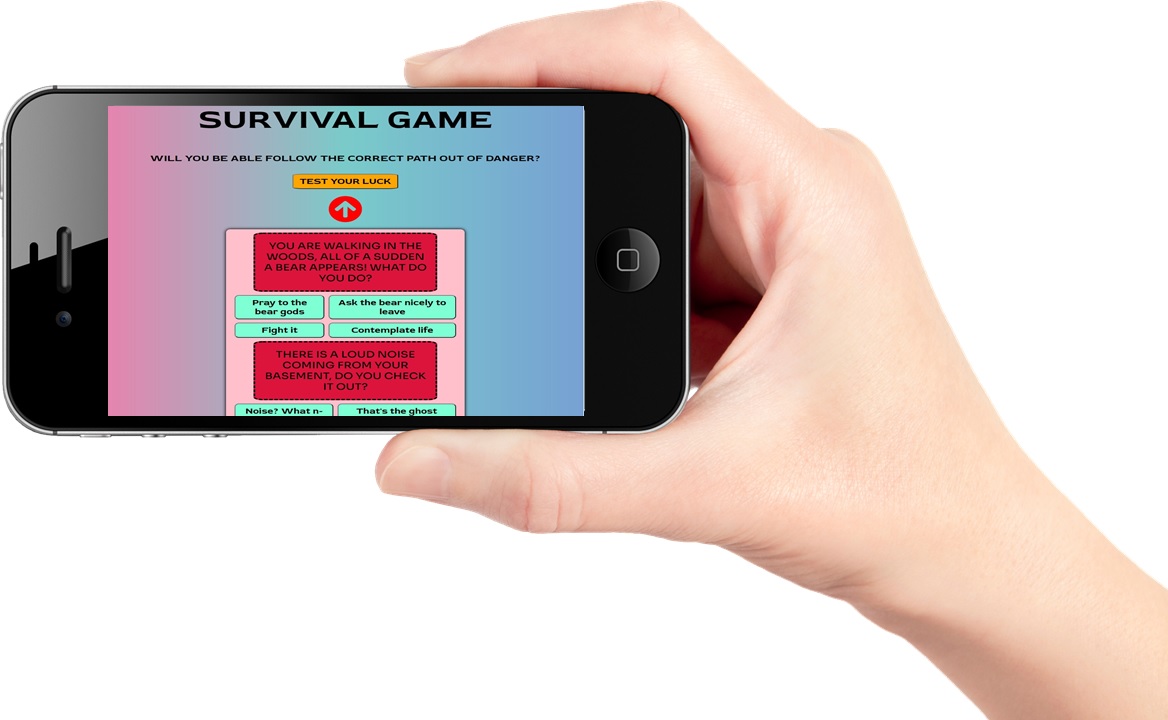 SURVIVAL GAME
WILL YOU BE ABLE FOLLOW THE CORRECT PATH OUT OF DANGER?
TEST YOUR LUCK
YOU ARE WALKING IN THE
WOODS, ALL OF A SUDDEN
A BEAR APPEARS! WHAT DO
YOU DO?
Pray to the
bear gods
Ask the bear nicely to
leave
Fight it
Contemplate life
THERE IS A LOUD NOISE
COMING FROM YOUR
BASEMENT, DO YOU CHECK
IT OUT?
Noise? What n-
That's the ghost